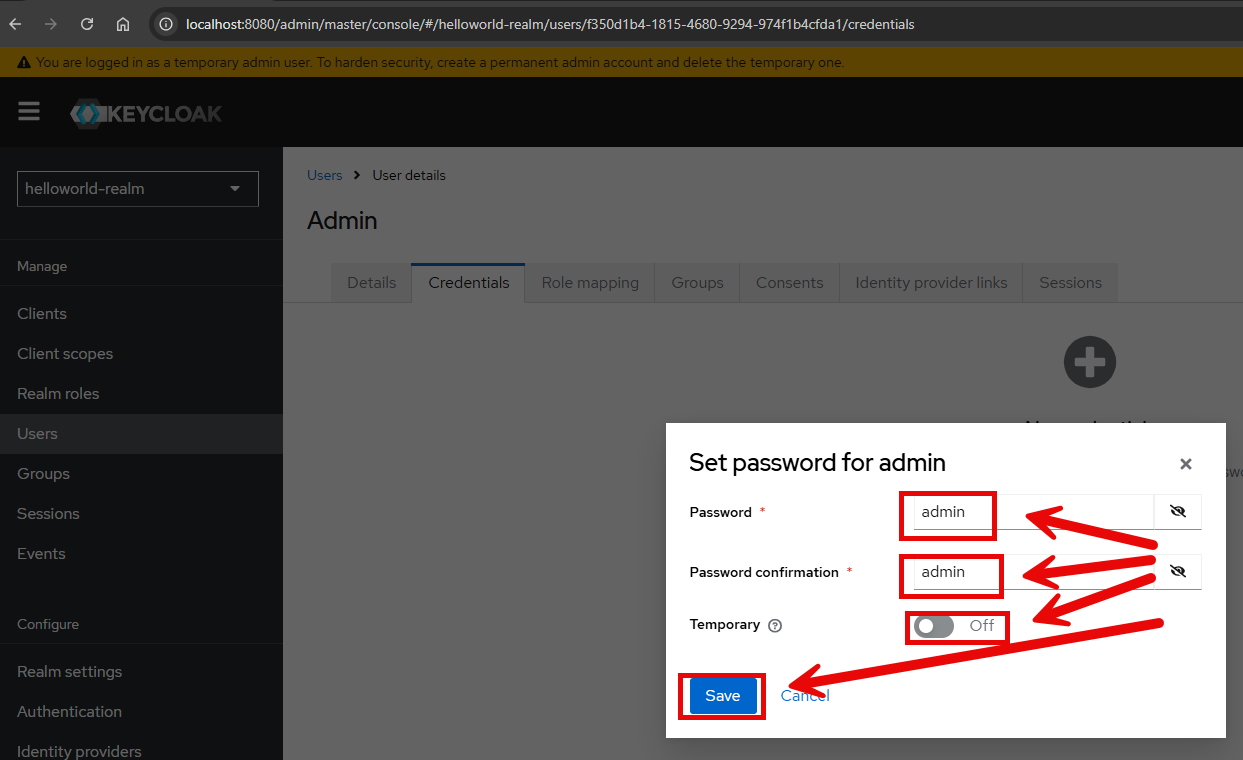 localhost:8080/admin/master/console/#/helloworld-realm/users/f350d1b4-1815-4680-9294-974f1b4cfda1/credentials
You are logged in as a temporary admin user. To harden security, create a permanent admin account and delete the temporary one.
KEYCLOAK
helloworld-realm
Users > User details
Admin
Manage
Details Credentials Role mapping Groups Consents Identity provider links Sessions
Clients
Client scopes
Realm roles
Users
Groups
Sessions
Events
Configure
Realm settings
Authentication
Identity providers
Set password for admin
Password * admin
Password confirmation * admin
Temporary Off
Save Cancel